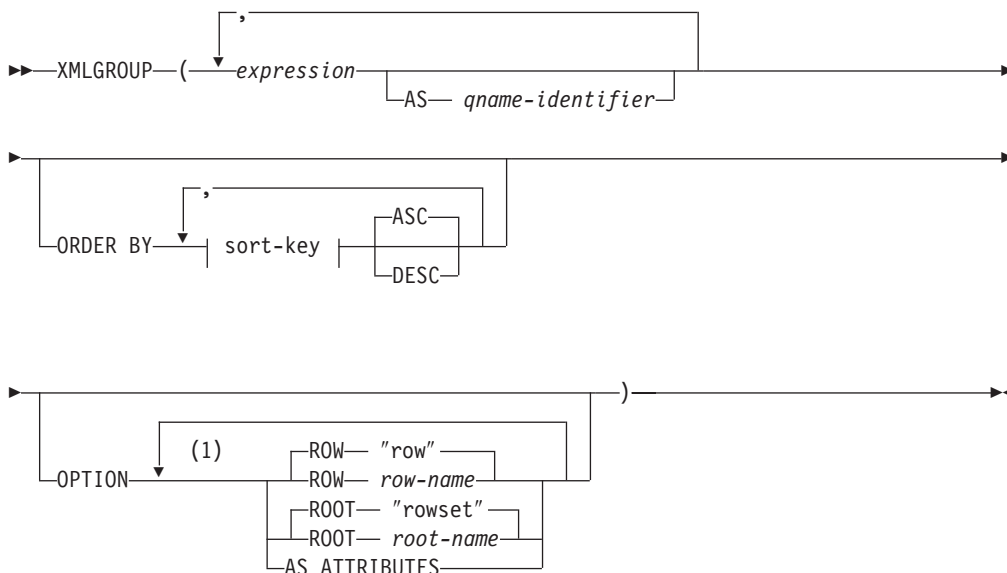 ,
XMLGROUP ( expression
AS qname-identifier
,
ASC
ORDER BY sort-key
DESC
)
(1) ROW "row"
OPTION ROW row-name
ROOT "rowset"
ROOT root-name
AS ATTRIBUTES